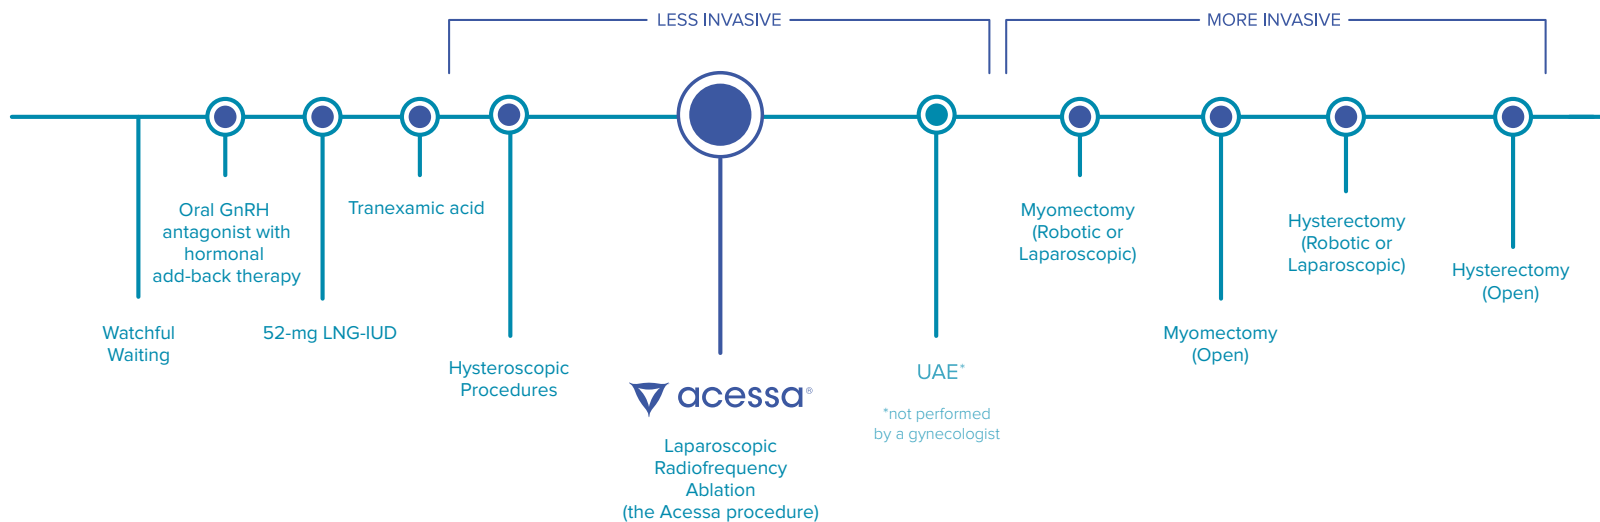 LESS INVASIVE
MORE INVASIVE
Watchful
Waiting
Oral GnRH
antagonist with
hormonal
add-back therapy
52-mg LNG-IUD
Tranexamic acid
Hysteroscopic
Procedures
acessa®
Laparoscopic
Radiofrequency
Ablation
(the Acessa procedure)
UAE*
*not performed
by a gynecologist
Myomectomy
(Robotic or
Laparoscopic)
Myomectomy
(Open)
Hysterectomy
(Robotic or
Laparoscopic)
Hysterectomy
(Open)